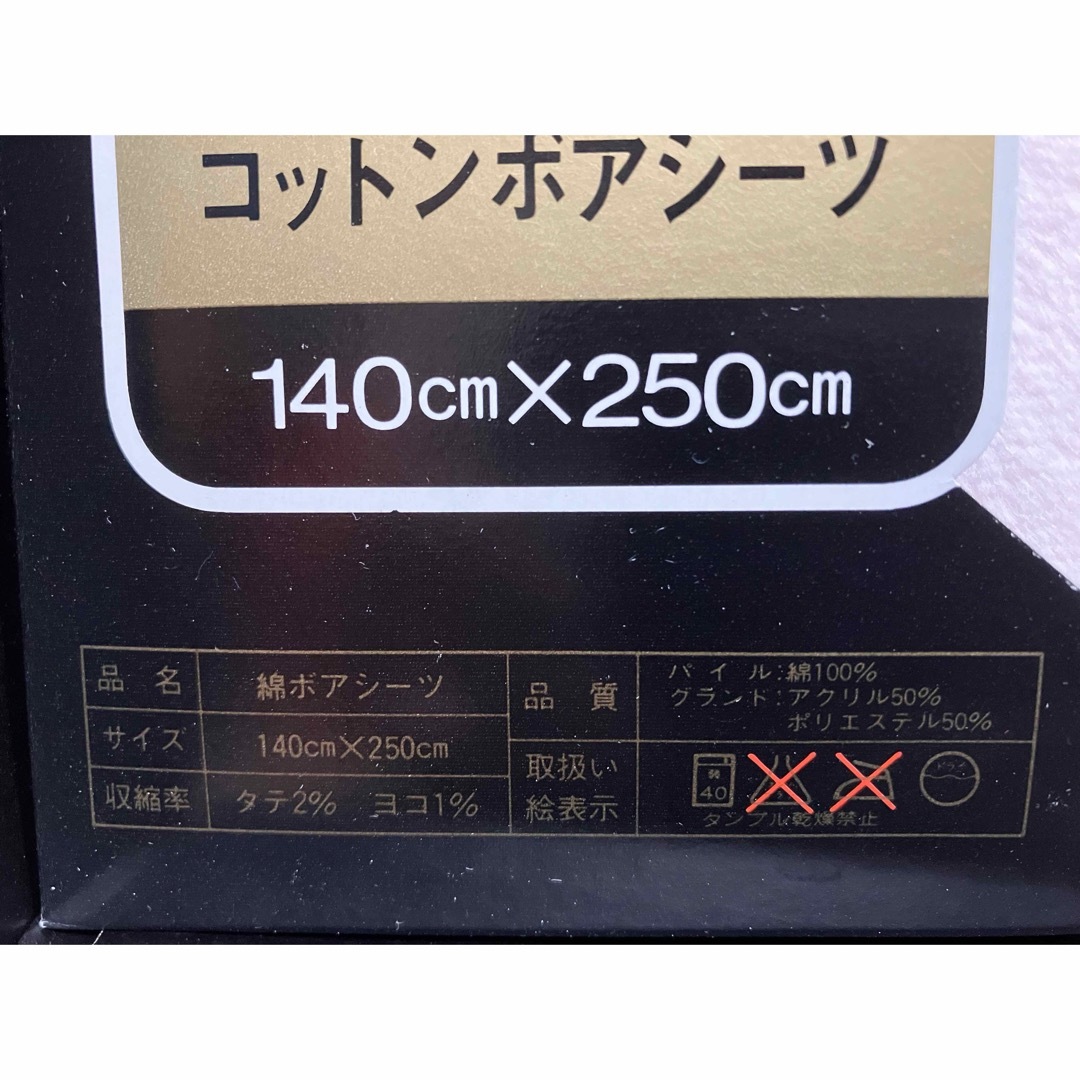 コットンボアシーツ
140cm×250cm
品 名 綿ボアシーツ
サイズ 140cm×250cm
収縮率 タテ2% ヨコ1%
品 質 パイル:綿100%
グランド:アクリル50%
ポリエステル50%
取扱い
絵表示
40
ドライ
タンブル乾燥禁止